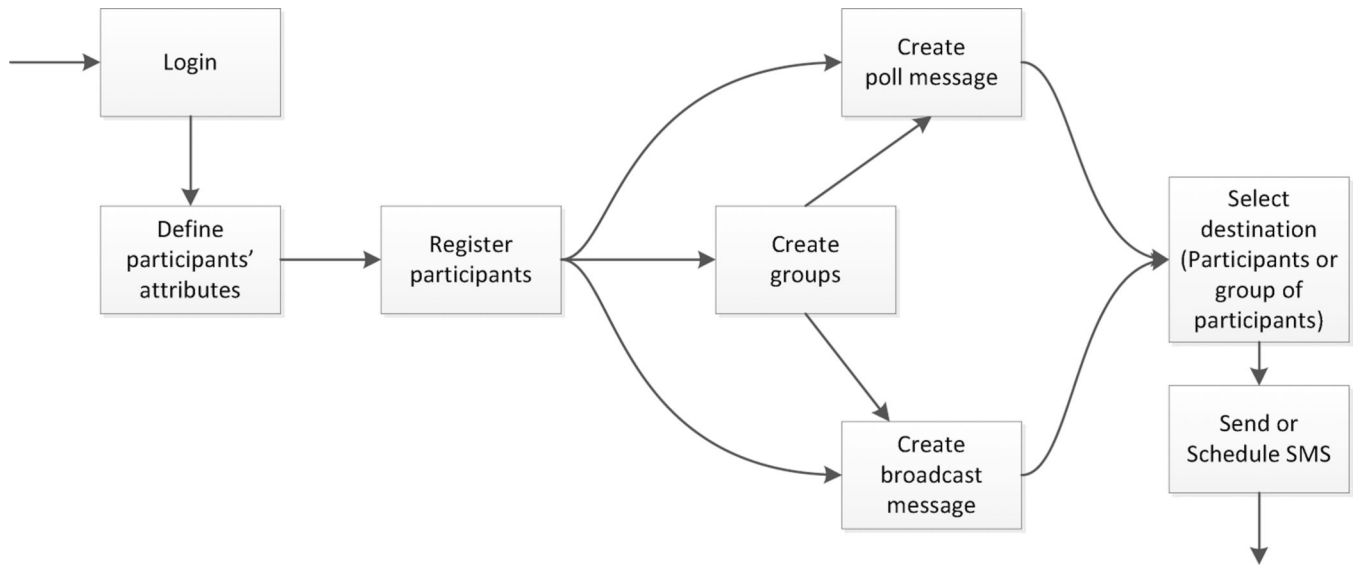 Login
Define
participants’
attributes
Register
participants
Create
poll message
Create
groups
Create
broadcast
message
Select
destination
(Participants or
group of
participants)
Send or
Schedule SMS